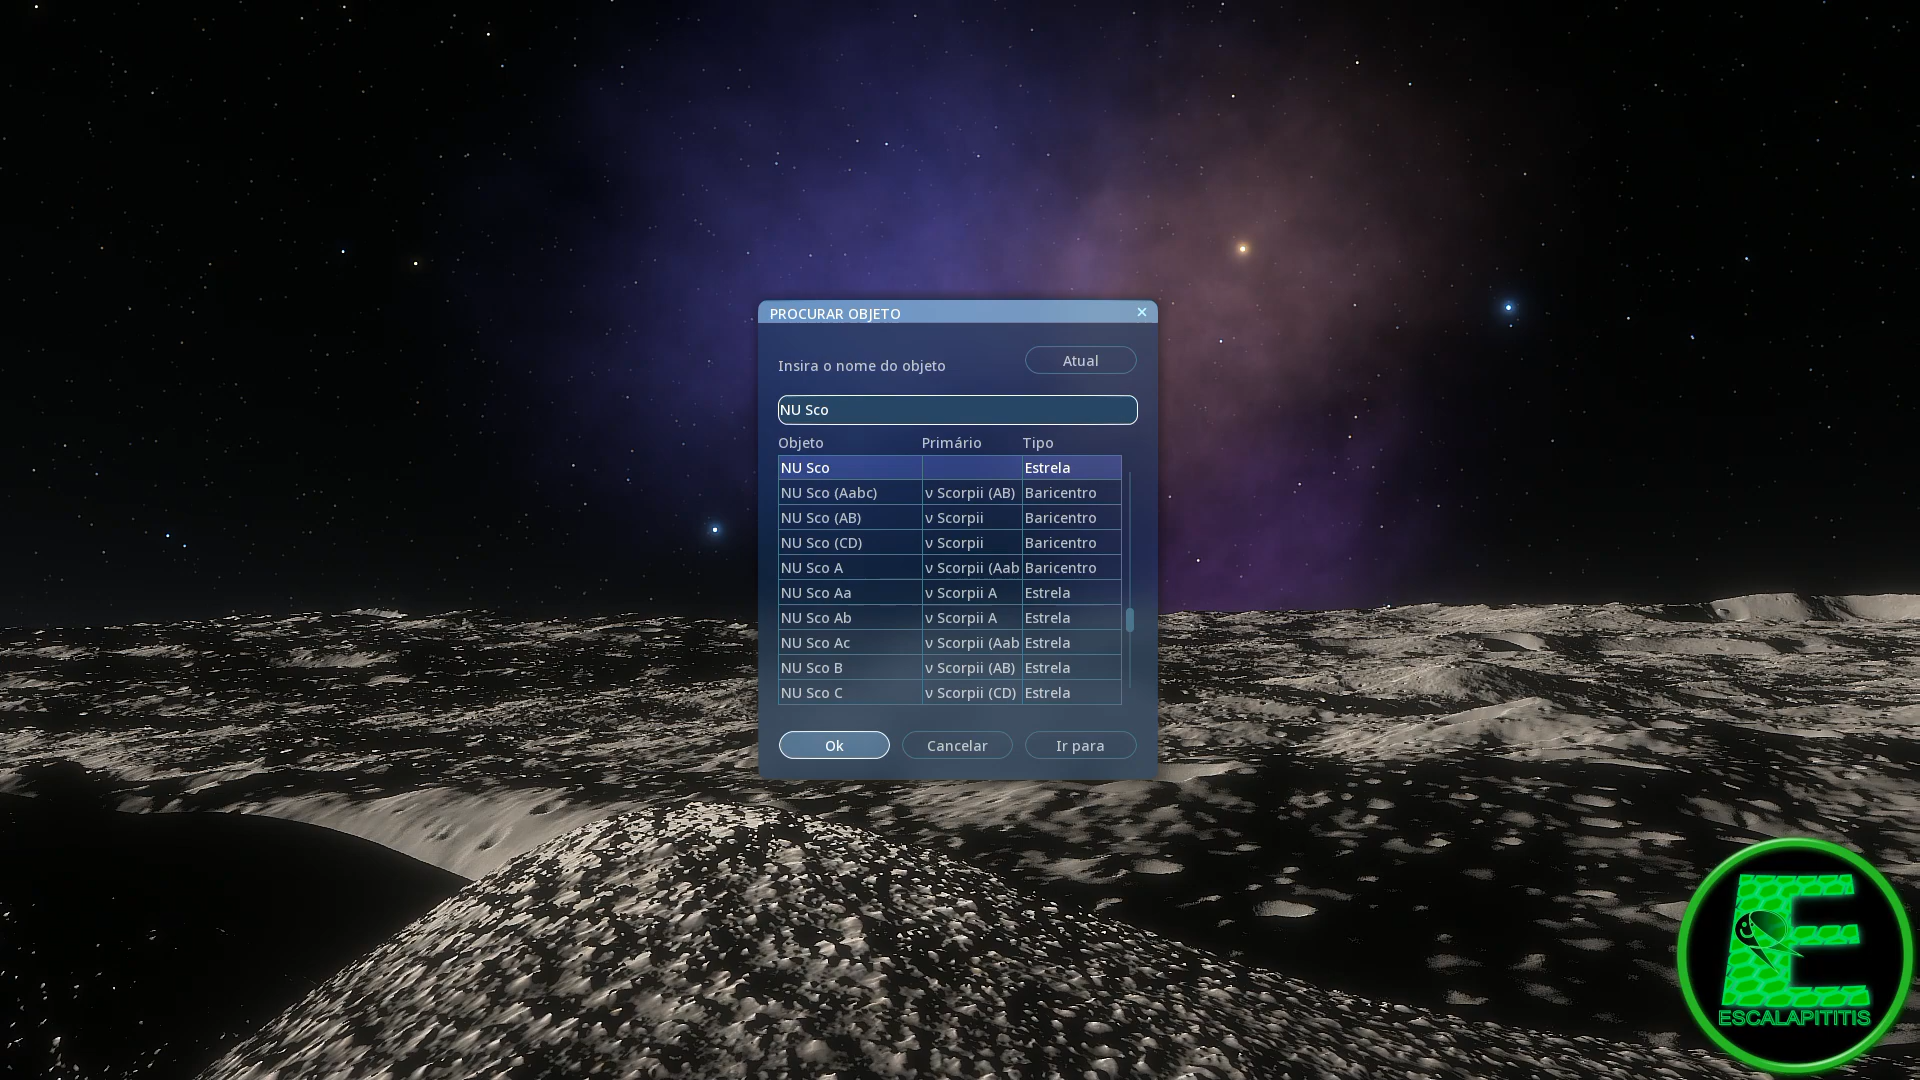 PROCURAR OBJETO
Insira o nome do objeto
Atual
NU Sco
Objeto Primário Tipo
NU Sco Estrela
NU Sco (Aabc) ν Scorpii (AB) Baricentro
NU Sco (AB) ν Scorpii Baricentro
NU Sco (CD) ν Scorpii Baricentro
NU Sco A ν Scorpii (Aab Baricentro
NU Sco Aa ν Scorpii A Estrela
NU Sco Ab ν Scorpii A Estrela
NU Sco Ac ν Scorpii (Aab Estrela
NU Sco B ν Scorpii (AB) Estrela
NU Sco C ν Scorpii (CD) Estrela
Ok Cancelar Ir para
E
ESCALAPITITIS